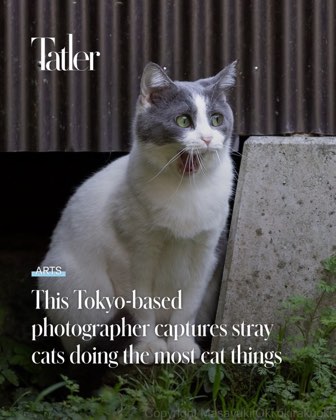 Tatler
ARTS
This Tokyo-based
photographer captures stray
cats doing the most cat things